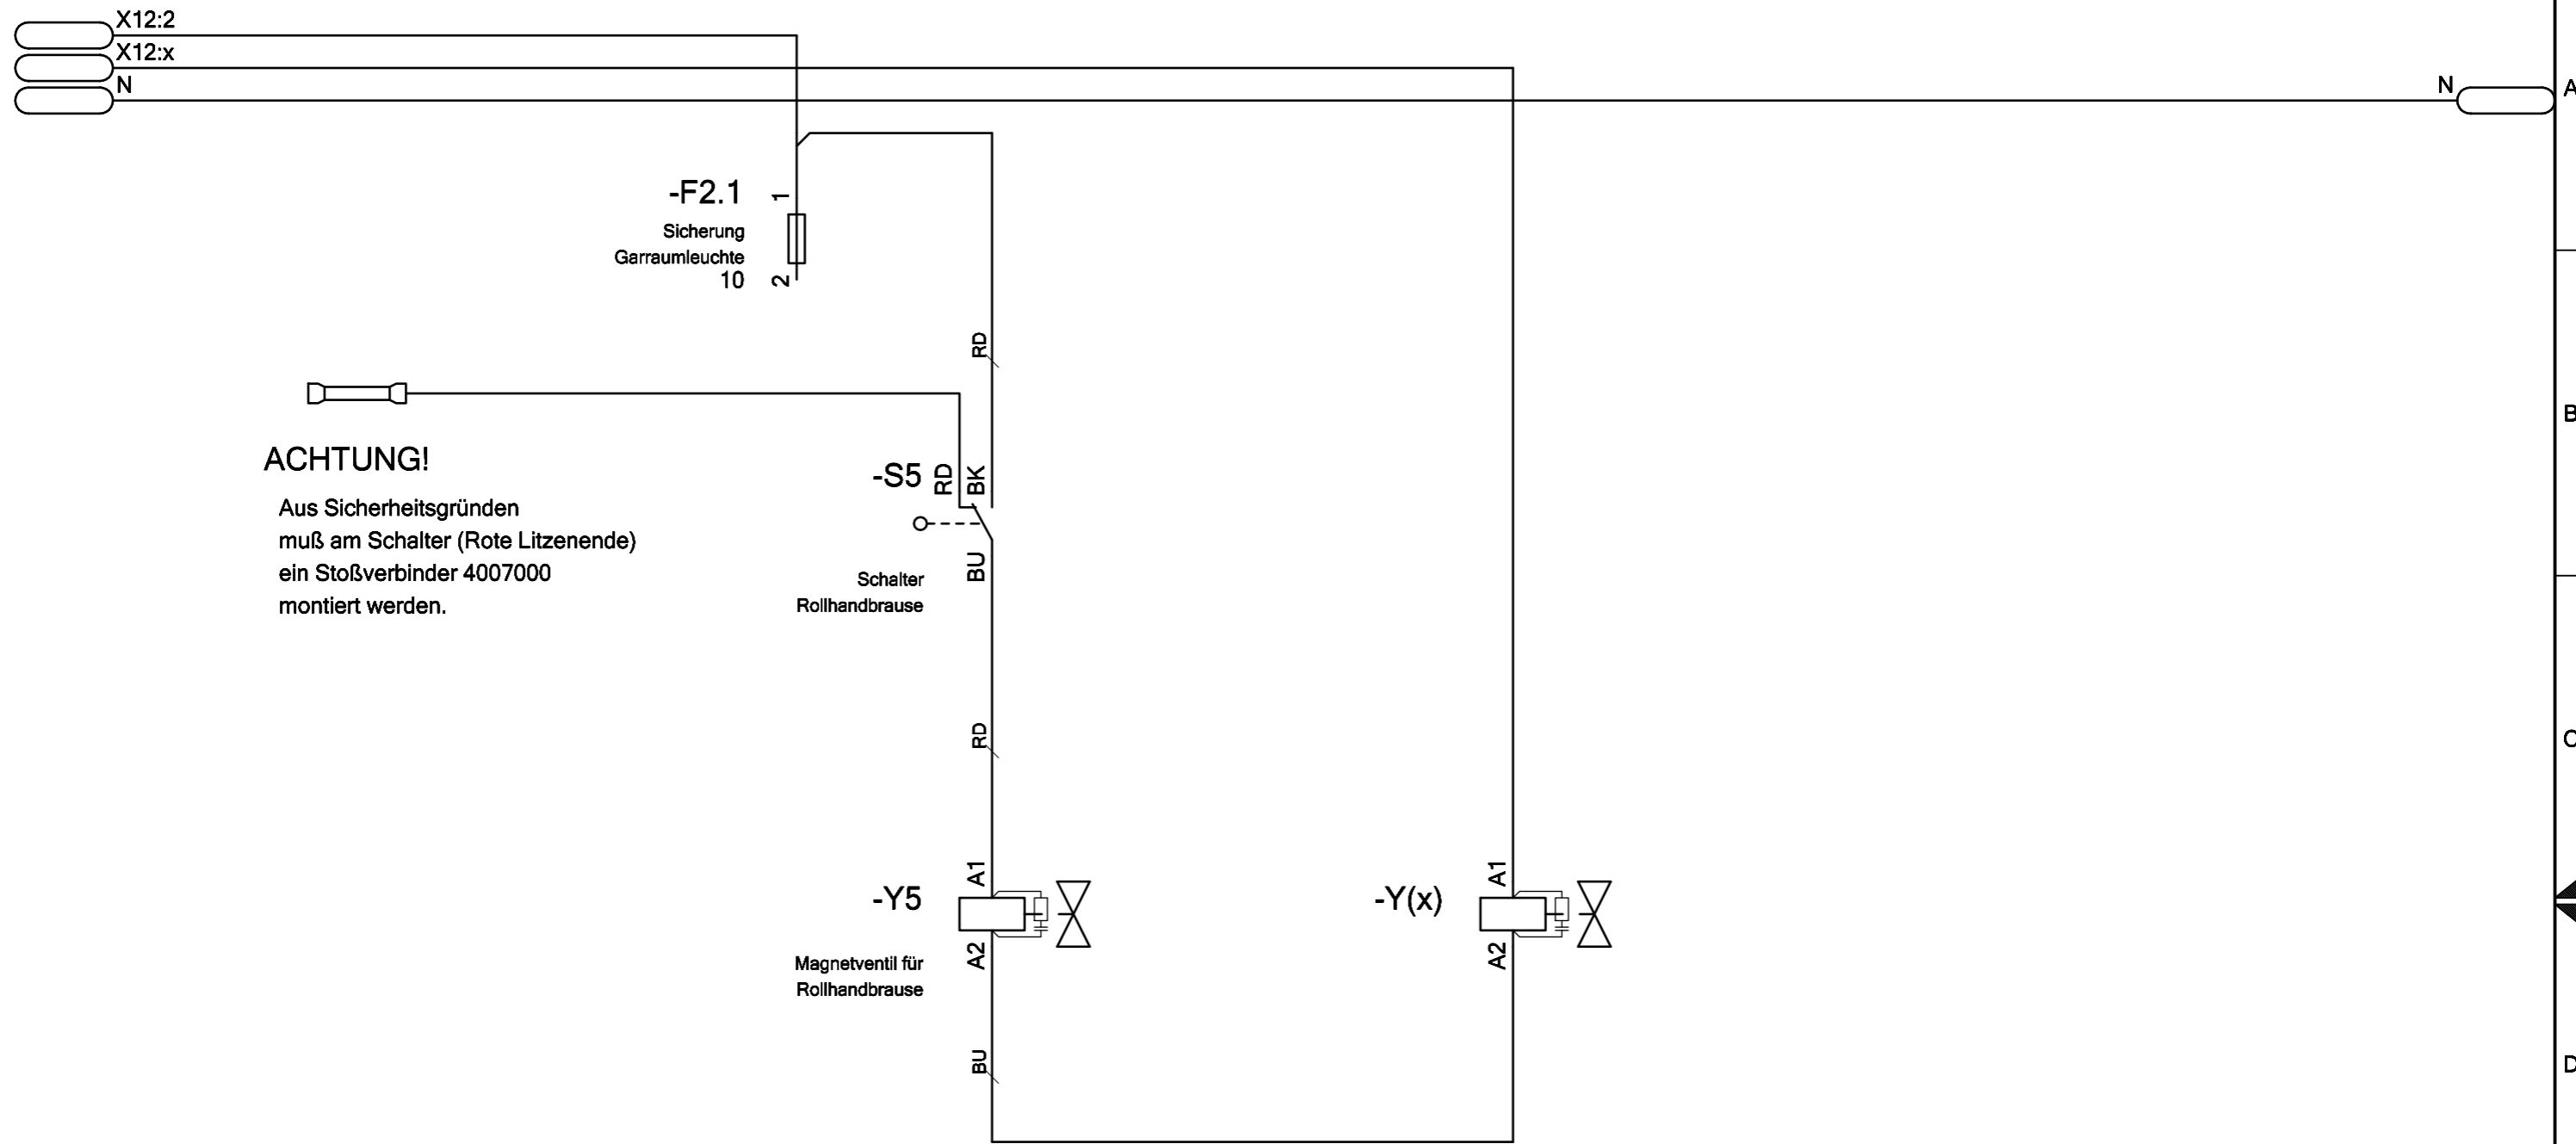 X12:2
X12:x
N
N
A
-F2.1
1
Sicherung
Garraumleuchte
10
2
RD
B
ACHTUNG!
Aus Sicherheitsgründen
muß am Schalter (Rote Litzenende)
ein Stoßverbinder 4007000
montiert werden.
-S5
RD
BK
BU
Schalter
Rollhandbrause
RD
C
-Y5
A1
A2
Magnetventil für
Rollhandbrause
-Y(x)
A1
A2
BU
D